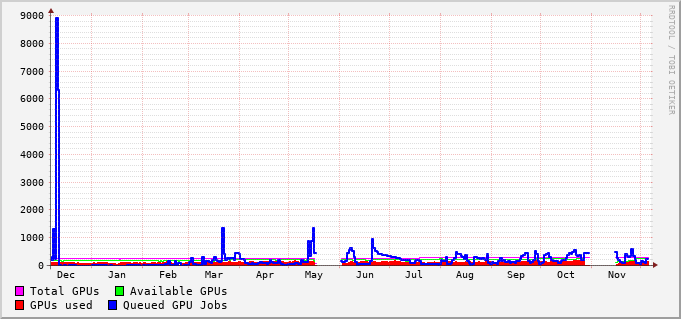 9000
8000
7000
6000
5000
4000
3000
2000
1000
0
Dec Jan Feb Mar Apr May Jun Jul Aug Sep Oct Nov
Total GPUs Available GPUs
GPUs used Queued GPU Jobs
RRDTOOL / TOBI OETIKER